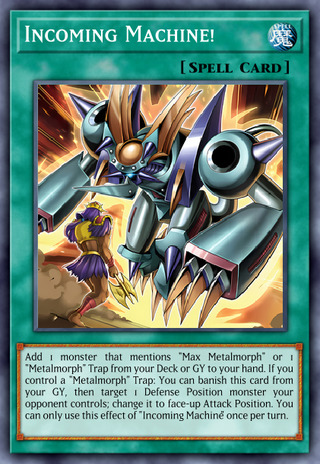 Incoming Machine!
[Spell Card]
Add 1 monster that mentions "Max Metalmorph" or 1
"Metalmorph" Trap from your Deck or GY to your hand. If you
control a "Metalmorph" Trap: You can banish this card from
your GY, then target 1 Defense Position monster your
opponent controls; change it to face-up Attack Position. You
can only use this effect of "Incoming Machine!" once per turn.